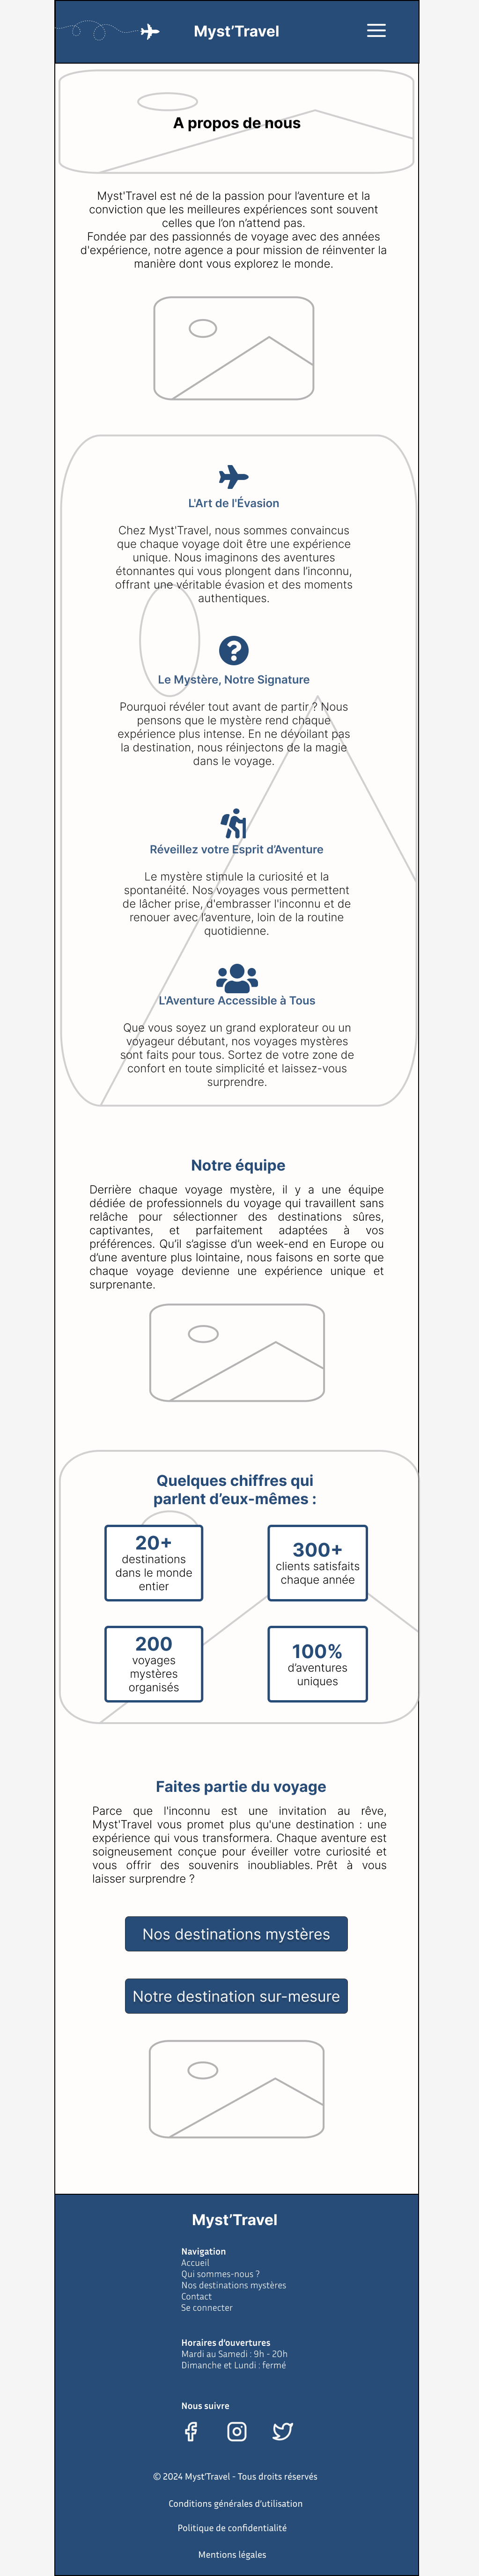 Myst’Travel
A propos de nous
Myst'Travel est né de la passion pour l’aventure et la
conviction que les meilleures expériences sont souvent
celles que l’on n’attend pas.
Fondée par des passionnés de voyage avec des années
d'expérience, notre agence a pour mission de réinventer la
manière dont vous explorez le monde.
L'Art de l'Évasion
Chez Myst'Travel, nous sommes convaincus
que chaque voyage doit être une expérience
unique. Nous imaginons des aventures
étonnantes qui vous plongent dans l'inconnu,
offrant une véritable évasion et des moments
authentiques.
Le Mystère, Notre Signature
Pourquoi révéler tout avant de partir ? Nous
pensons que le mystère rend chaque
expérience plus intense. En ne dévoilant pas
la destination, nous réinjectons de la magie
dans le voyage.
Réveillez votre Esprit d’Aventure
Le mystère stimule la curiosité et la
spontanéité. Nos voyages vous permettent
de lâcher prise, d'embrasser l'inconnu et de
renouer avec l’aventure, loin de la routine
quotidienne.
L'Aventure Accessible à Tous
Que vous soyez un grand explorateur ou un
voyageur débutant, nos voyages mystères
sont faits pour tous. Sortez de votre zone de
confort en toute simplicité et laissez-vous
surprendre.
Notre équipe
Derrière chaque voyage mystère, il y a une équipe
dédiée de professionnels du voyage qui travaillent sans
relâche pour sélectionner des destinations sûres,
captivantes, et parfaitement adaptées à vos
préférences. Qu’il s’agisse d’un week-end en Europe ou
d’une aventure plus lointaine, nous faisons en sorte que
chaque voyage devienne une expérience unique et
surprenante.
Quelques chiffres qui
parlent d’eux-mêmes :
20+
destinations
dans le monde
entier
300+
clients satisfaits
chaque année
200
voyages
mystères
organisés
100%
d’aventures
uniques
Faites partie du voyage
Parce que l'inconnu est une invitation au rêve,
Myst'Travel vous promet plus qu'une destination : une
expérience qui vous transformera. Chaque aventure est
soigneusement conçue pour éveiller votre curiosité et
vous offrir des souvenirs inoubliables. Prêt à vous
laisser surprendre ?
Nos destinations mystères
Notre destination sur-mesure
Myst’Travel
Navigation
Accueil
Qui sommes-nous ?
Nos destinations mystères
Contact
Se connecter
Horaires d'ouvertures
Mardi au Samedi : 9h - 20h
Dimanche et Lundi : fermé
Nous suivre
© 2024 Myst'Travel - Tous droits réservés
Conditions générales d'utilisation
Politique de confidentialité
Mentions légales